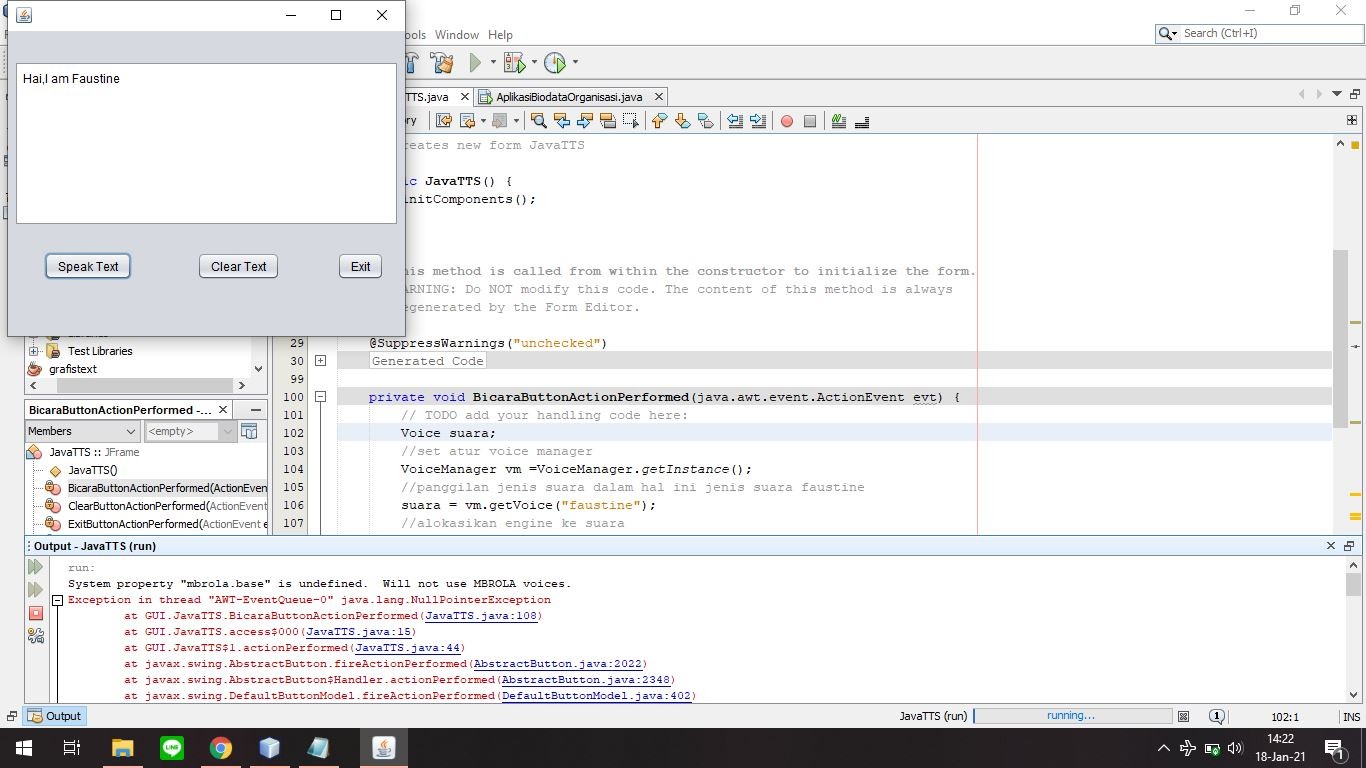 Hai,I am Faustine
Speak Text
Clear Text
Exit
Window Help
Search (Ctrl+I)
TTS.java
AplikasiBiodataOrganisasi.java
reates new form JavaTTS
ic JavaTTS() {
initComponents();
his method is called from within the constructor to initialize the form.
ARNING: Do NOT modify this code. The content of this method is always
egenerated by the Form Editor.
29 @SuppressWarnings("unchecked")
30 Generated Code
99
100 private void BicaraButtonActionPerformed(java.awt.event.ActionEvent evt) {
101 // TODO add your handling code here:
102 Voice suara;
103 //set atur voice manager
104 VoiceManager vm =VoiceManager.getInstance();
105 //panggilan jenis suara dalam hal ini jenis suara faustine
106 suara = vm.getVoice("faustine");
107 //alokasikan engine ke suara
Test Libraries
grafistext
BicaraButtonActionPerformed -...
Members <empty>
JavaTTS :: JFrame
JavaTTS()
BicaraButtonActionPerformed(ActionEven
ClearButtonActionPerformed(ActionEvent
ExitButtonActionPerformed(ActionEvent e
Output - JavaTTS (run)
run:
System property "mbrola.base" is undefined.  Will not use MBROLA voices.
Exception in thread "AWT-EventQueue-0" java.lang.NullPointerException
at GUI.JavaTTS.BicaraButtonActionPerformed(JavaTTS.java:108)
at GUI.JavaTTS.access$000(JavaTTS.java:15)
at GUI.JavaTTS$1.actionPerformed(JavaTTS.java:44)
at javax.swing.AbstractButton.fireActionPerformed(AbstractButton.java:2022)
at javax.swing.AbstractButton$Handler.actionPerformed(AbstractButton.java:2348)
at javax.swing.DefaultButtonModel.fireActionPerformed(DefaultButtonModel.java:402)
Output
JavaTTS (run) running... 1 102:1 INS
LINE
14:22
18-Jan-21
1